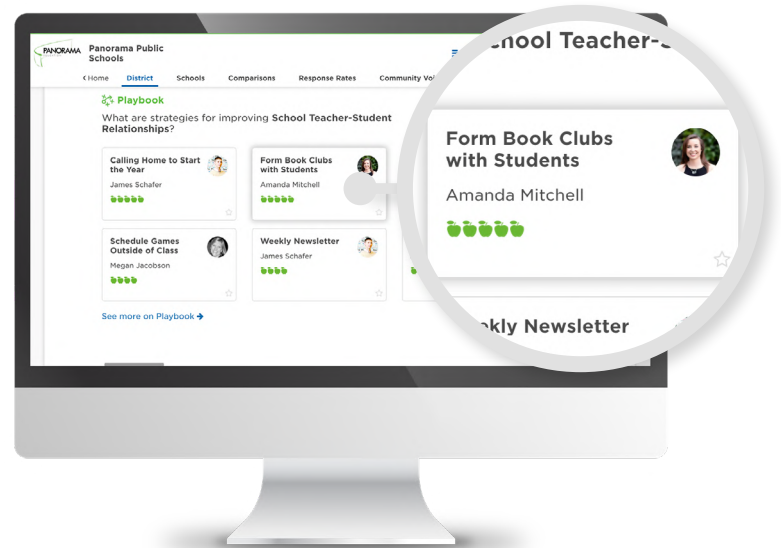 PANORAMA
Panorama Public
Schools
Home District Schools Comparisons Response Rates Community
Playbook
What are strategies for improving School Teacher-Student
Relationships?
Calling Home to Start
the Year
James Schafer
Form Book Clubs
with Students
Amanda Mitchell
Schedule Games
Outside of Class
Megan Jacobson
Weekly Newsletter
James Schafer
See more on Playbook
Teacher-S
Form Book Clubs
with Students
Amanda Mitchell
Newsletter